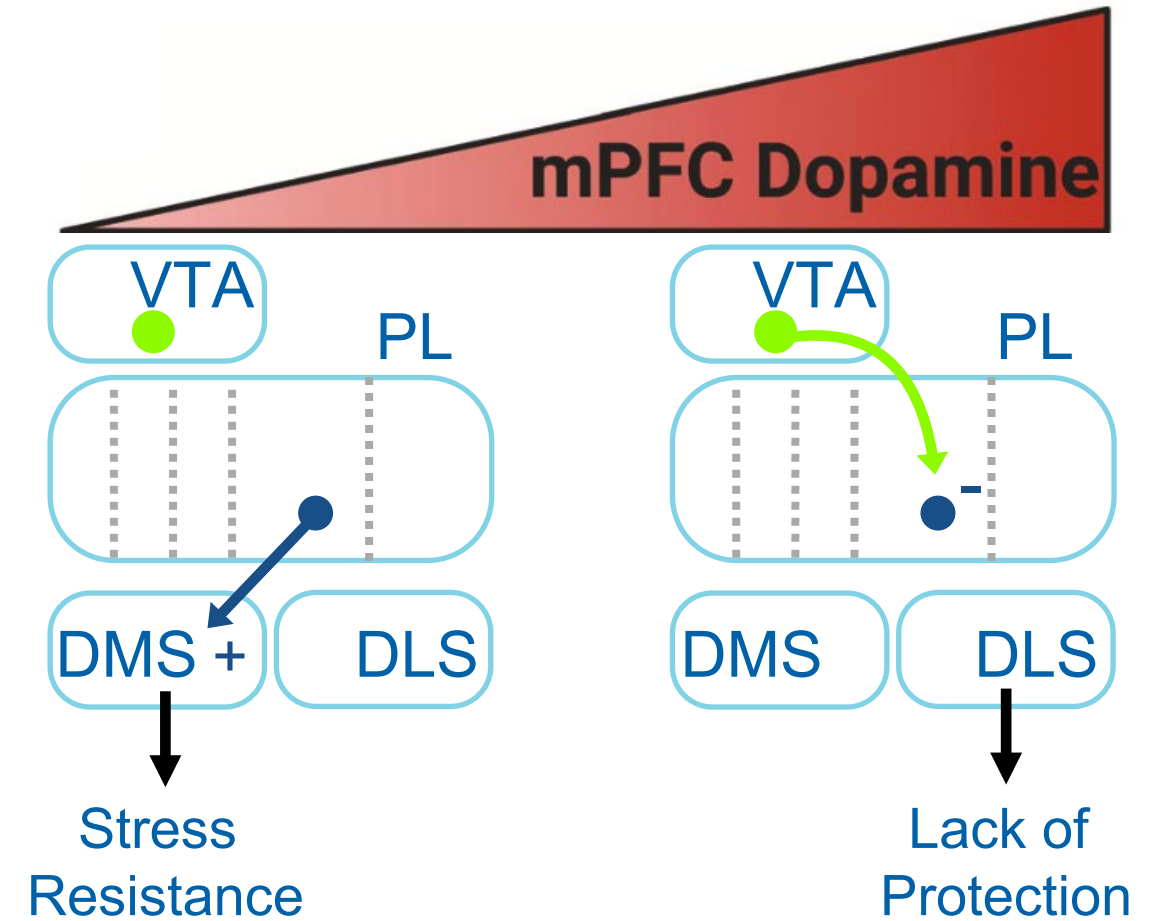 mPFC Dopamine
VTA
PL
DMS +
DLS
Stress
Resistance
VTA
PL
-
DMS
DLS
Lack of
Protection